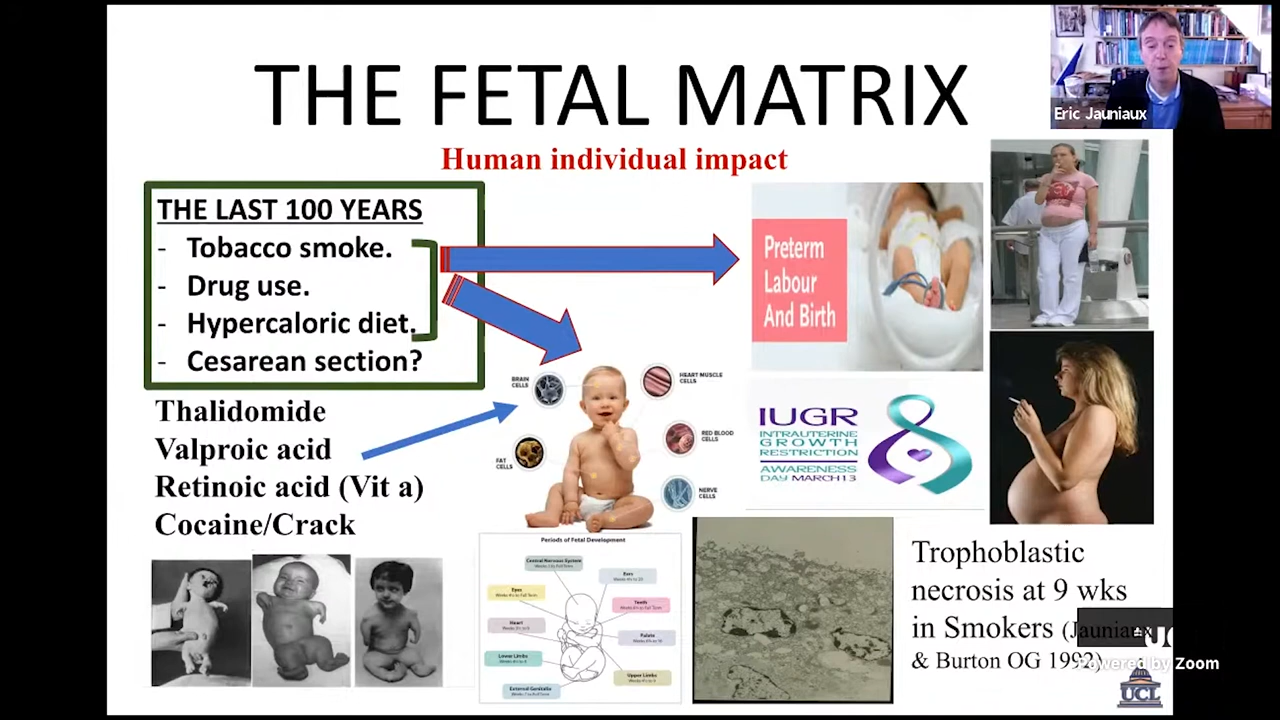 THE FETAL MATRIX
Eric Jauniaux
Human individual impact
THE LAST 100 YEARS
- Tobacco smoke.
- Drug use.
- Hypercaloric diet.
- Cesarean section?
Thalidomide
Valproic acid
Retinoic acid (Vit a)
Cocaine/Crack
Preterm
Labour
And Birth
BRAIN
CELLS
HEART MUSCLE
CELLS
RED BLOOD
CELLS
FAT
CELLS
NERVE
CELLS
IUGR
INTRAUTERINE
GROWTH
RESTRICTION
AWARENESS
DAY MARCH 13
Periods of Fetal Development
Central Nervous System
Ears
Eyes
Teeth
Heart
Palate
Lower Limbs
Upper Limbs
External Genitalia
Trophoblastic
necrosis at 9 wks
in Smokers (Jauniaux
& Burton OG 1992)
Powered by Zoom
UCL